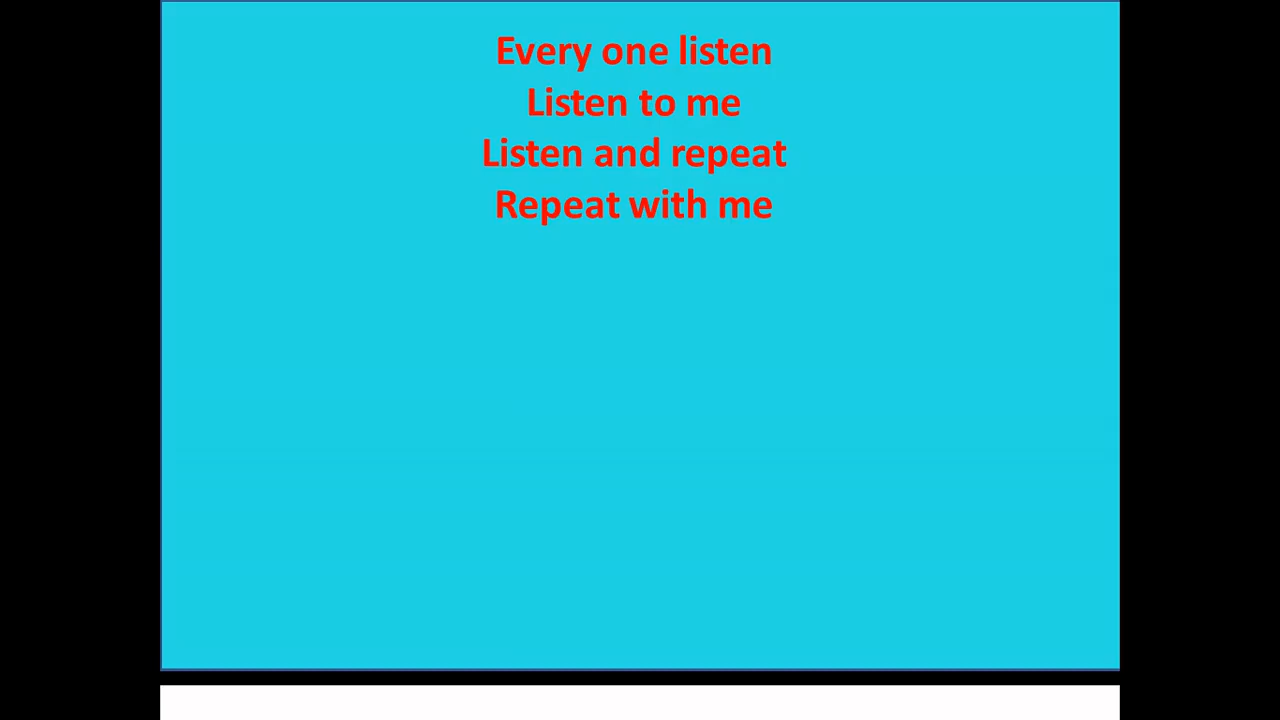 Every one listen
Listen to me
Listen and repeat
Repeat with me